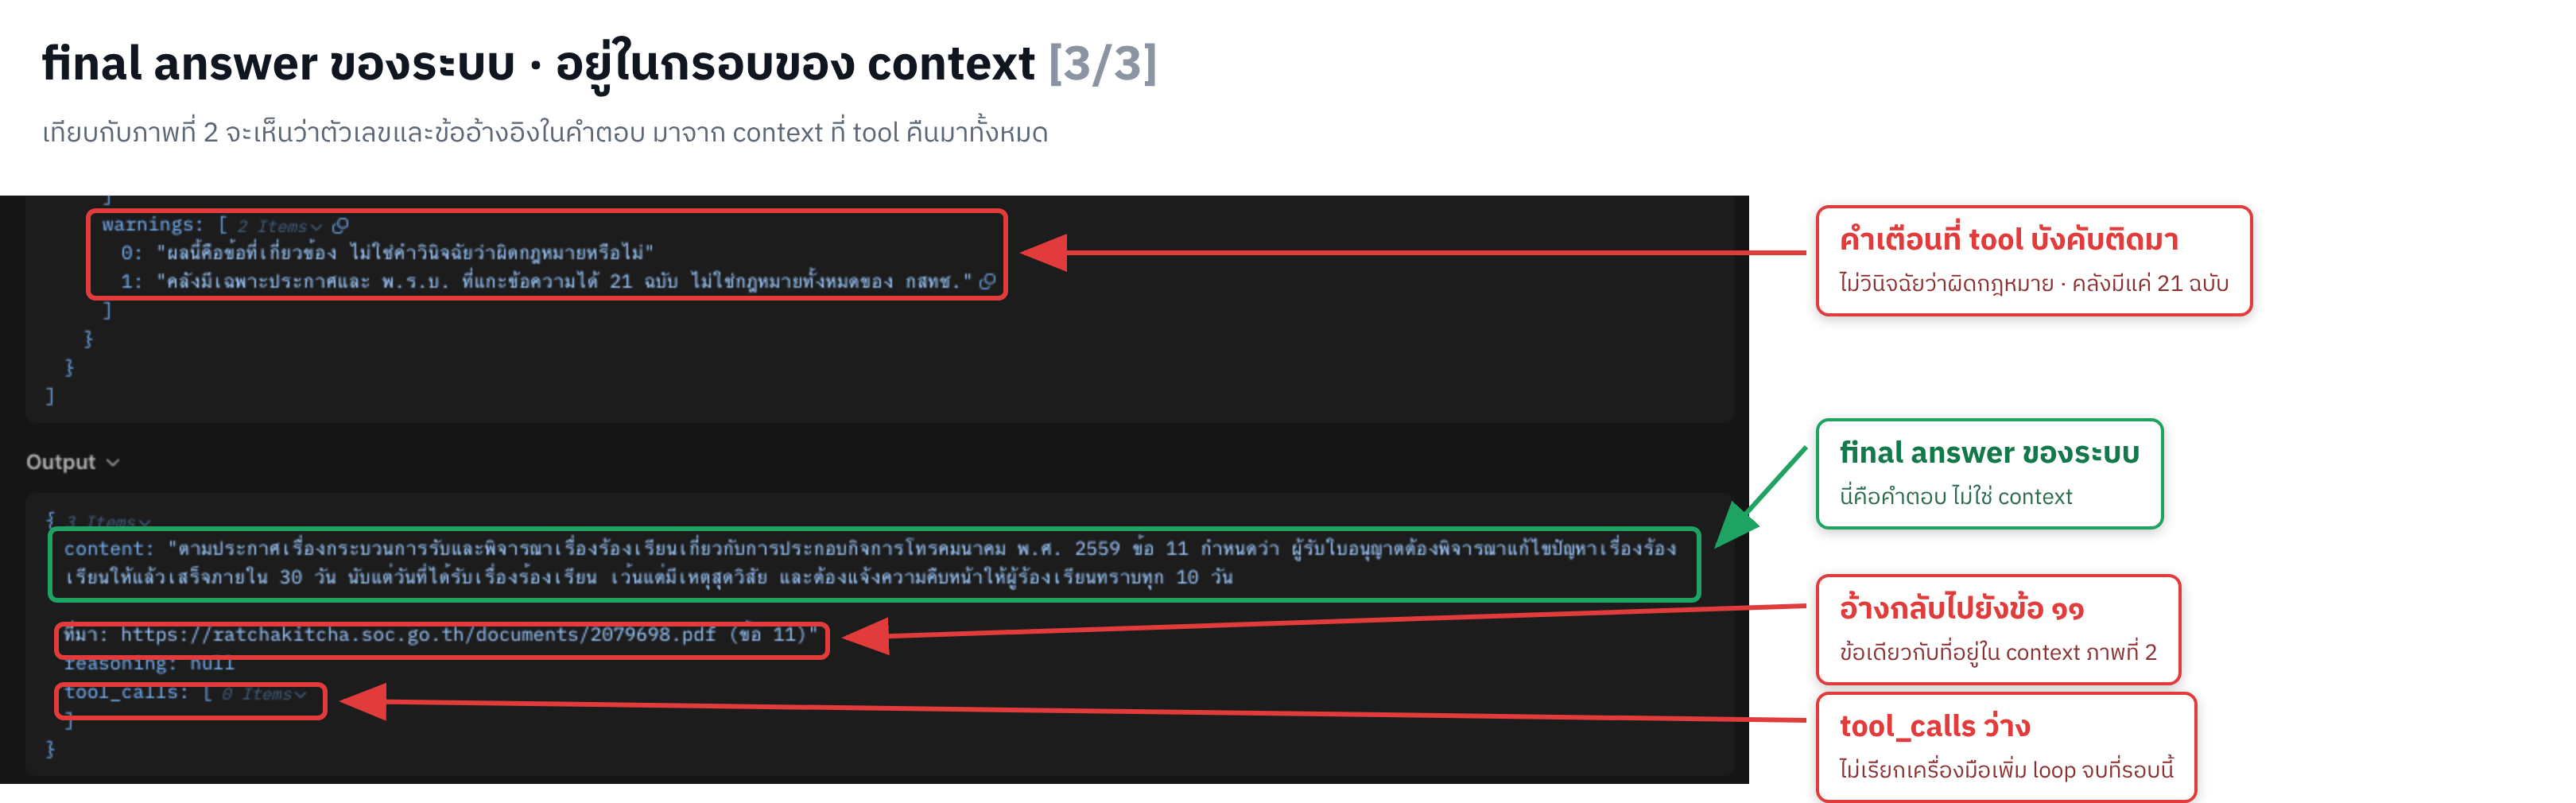 final answer ของระบบ · อยู่ในกรอบของ context [3/3]
เทียบกับภาพที่ 2 จะเห็นว่าตัวเลขและข้ออ้างอิงในคำตอบ มาจาก context ที่ tool คืนมาทั้งหมด
]
warnings: [ 2 Items
0: "ผลนี้คือข้อที่เกี่ยวข้อง ไม่ใช่คำวินิจฉัยว่าผิดกฎหมายหรือไม่"
1: "คลังมีเฉพาะประกาศและ พ.ร.บ. ที่แกะข้อความได้ 21 ฉบับ ไม่ใช่กฎหมายทั้งหมดของ กสทช."
]
}
}
]
คำเตือนที่ tool บังคับติดมา
ไม่วินิจฉัยว่าผิดกฎหมาย · คลังมีแค่ 21 ฉบับ
Output
{ 3 Items
content: "ตามประกาศเรื่องกระบวนการรับและพิจารณาเรื่องร้องเรียนเกี่ยวกับการประกอบกิจการโทรคมนาคม พ.ศ. 2559 ข้อ 11 กำหนดว่า ผู้รับใบอนุญาตต้องพิจารณาแก้ไขปัญหาเรื่องร้อง
เรียนให้แล้วเสร็จภายใน 30 วัน นับแต่วันที่ได้รับเรื่องร้องเรียน เว้นแต่มีเหตุสุดวิสัย และต้องแจ้งความคืบหน้าให้ผู้ร้องเรียนทราบทุก 10 วัน
ที่มา: https://ratchakitcha.soc.go.th/documents/2079698.pdf (ข้อ 11)"
reasoning: null
tool_calls: [ 0 Items
]
}
final answer ของระบบ
นี่คือคำตอบ ไม่ใช่ context
อ้างกลับไปยังข้อ ๑๑
ข้อเดียวกับที่อยู่ใน context ภาพที่ 2
tool_calls ว่าง
ไม่เรียกเครื่องมือเพิ่ม loop จบที่รอบนี้